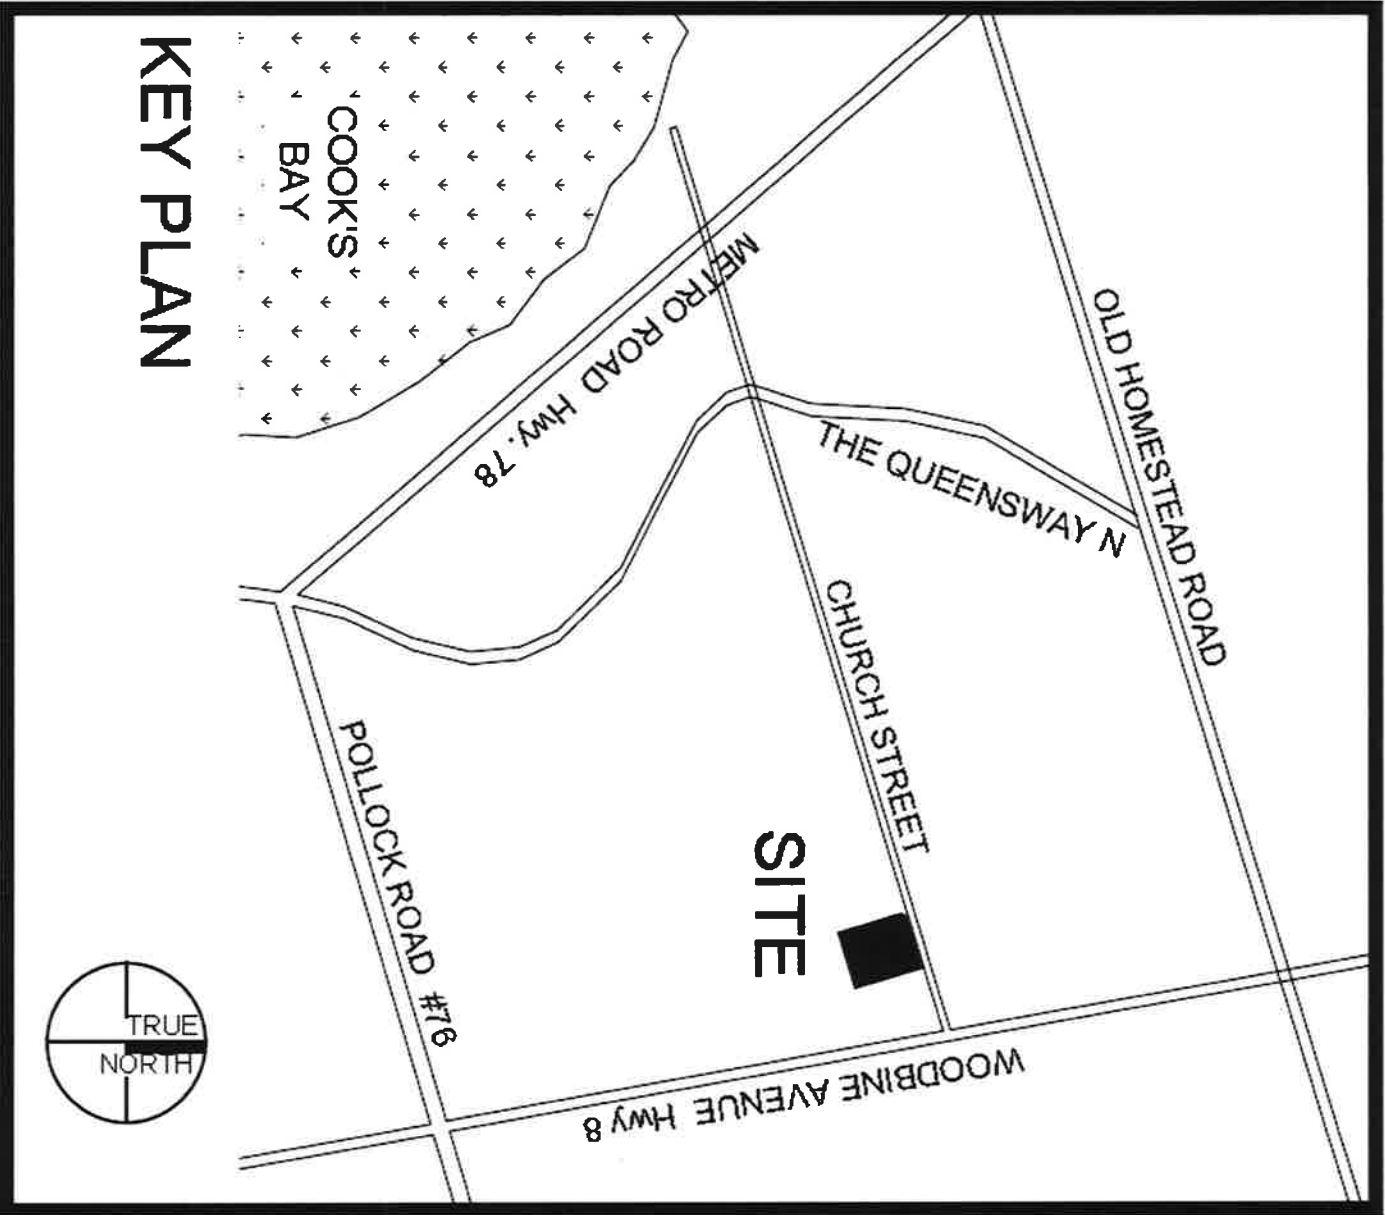 KEY PLAN
COOK'S
BAY
METRO ROAD Hwy. 78
OLD HOMESTEAD ROAD
THE QUEENSWAY N
CHURCH STREET
POLLOCK ROAD #76
SITE
WOODBINE AVENUE Hwy 8
TRUE
NORTH